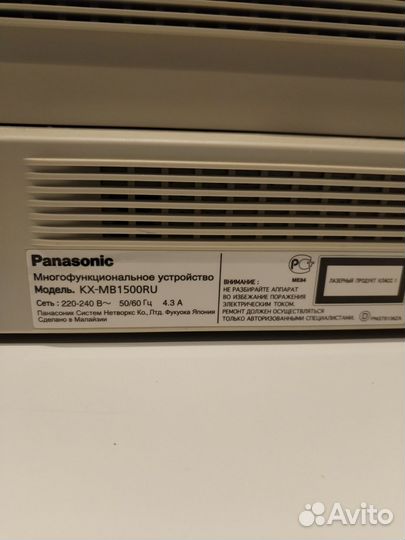 Panasonic
Многофункциональное устройство
Модель. KX-MB1500RU
Сеть : 220-240 В～ 50/60 Гц 4.3 А
Панасоник Систем Нетворкс Ко., Лтд. Фукуока Япония
Сделано в Малайзии
МЕ84
ВНИМАНИЕ :
НЕ РАЗБИРАЙТЕ АППАРАТ
ВО ИЗБЕЖАНИЕ ПОРАЖЕНИЯ
ЭЛЕКТРИЧЕСКИМ ТОКОМ.
РЕМОНТ ДОЛЖЕН ОСУЩЕСТВЛЯТЬСЯ
ТОЛЬКО АВТОРИЗОВАННЫМИ СПЕЦИАЛИСТАМИ.
ЛАЗЕРНЫЙ ПРОДУКТ КЛАСС I
D
Avito